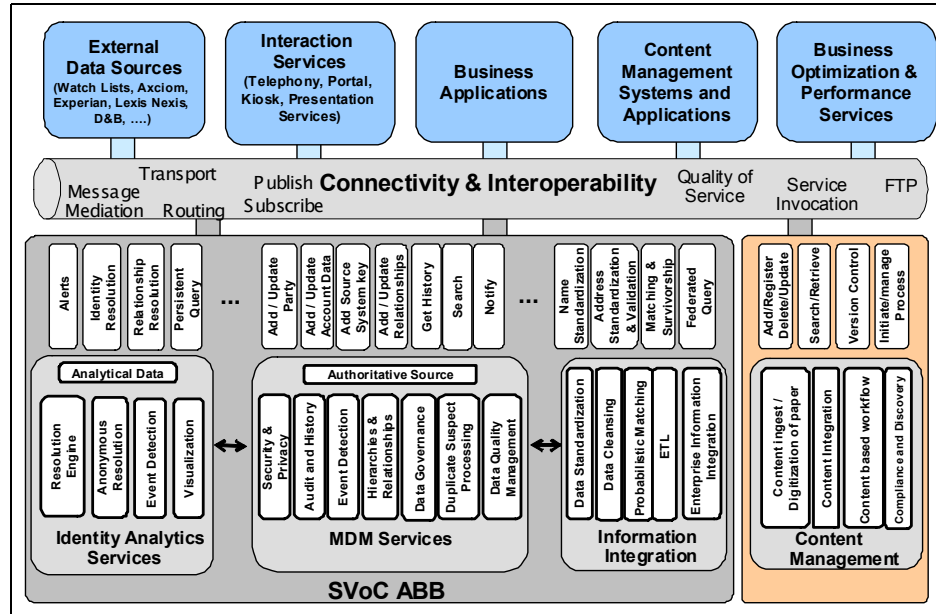 External
Data Sources
(Watch Lists, Axciom,
Experian, Lexis Nexis,
D&B, ....)
Interaction
Services
(Telephony, Portal,
Kiosk, Presentation
Services)
Business
Applications
Content
Management
Systems and
Applications
Business
Optimization &
Performance
Services
Message
Mediation
Transport
Routing
Publish
Subscribe
Connectivity & Interoperability
Quality of
Service
Service
Invocation
FTP
Alerts
Identity
Resolution
Relationship
Resolution
Persistent
Query
...
Add / Update
Party
Add / Update
Account Data
Add Source
System key
Add / Update
Relationships
Get History
Search
Notify
...
Name
Standardization
Address
Standardization
& Validation
Matching &
Survivorship
Federated
Query
Add/Register
Delete/Update
Search/Retrieve
Version Control
Initiate/manage
Process
Analytical Data
Resolution
Engine
Anonymous
Resolution
Event Detection
Visualization
Identity Analytics
Services
Authoritative Source
Security &
Privacy
Audit and History
Event Detection
Hierarchies &
Relationships
Data Governance
Duplicate Suspect
Processing
Data Quality
Management
MDM Services
Data Standardization
Data Cleansing
Probabilistic Matching
ETL
Enterprise Information
Integration
Information
Integration
Content ingest /
Digitization of paper
Content Integration
Content based workflow
Compliance and Discovery
Content
Management
SVoC ABB